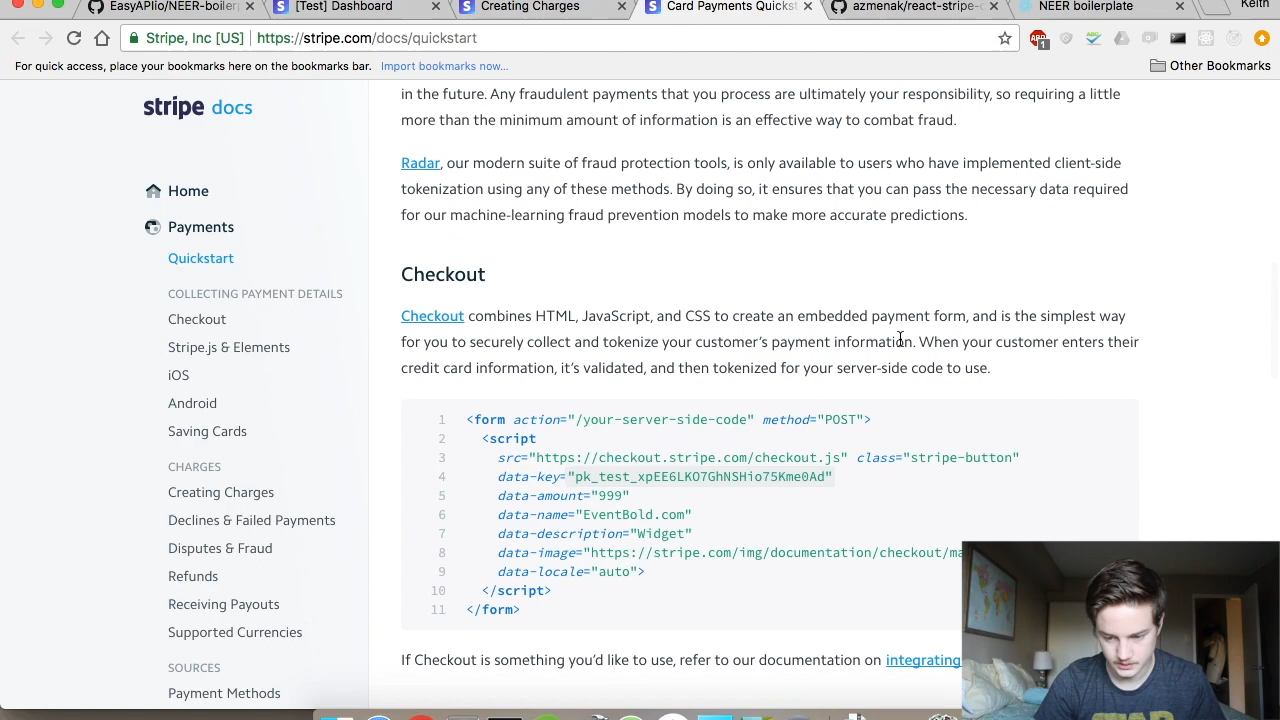 EasyAPIio/NEER-boiler
[Test] Dashboard
Creating Charges
Card Payments Quickst
azmenak/react-stripe-c
NEER boilerplate
Keith
Stripe, Inc [US] | https://stripe.com/docs/quickstart
1
For quick access, place your bookmarks here on the bookmarks bar. Import bookmarks now...
Other Bookmarks
stripe docs
Home
Payments
Quickstart
COLLECTING PAYMENT DETAILS
Checkout
Stripe.js & Elements
iOS
Android
Saving Cards
CHARGES
Creating Charges
Declines & Failed Payments
Disputes & Fraud
Refunds
Receiving Payouts
Supported Currencies
SOURCES
Payment Methods
in the future. Any fraudulent payments that you process are ultimately your responsibility, so requiring a little
more than the minimum amount of information is an effective way to combat fraud.
Radar, our modern suite of fraud protection tools, is only available to users who have implemented client-side
tokenization using any of these methods. By doing so, it ensures that you can pass the necessary data required
for our machine-learning fraud prevention models to make more accurate predictions.
Checkout
Checkout combines HTML, JavaScript, and CSS to create an embedded payment form, and is the simplest way
for you to securely collect and tokenize your customer's payment information. When your customer enters their
credit card information, it's validated, and then tokenized for your server-side code to use.
1 <form action="/your-server-side-code" method="POST">
2 <script
3 src="https://checkout.stripe.com/checkout.js" class="stripe-button"
4 data-key="pk_test_xpEE6LKO7GhNSHio75Kme0Ad"
5 data-amount="999"
6 data-name="EventBold.com"
7 data-description="Widget"
8 data-image="https://stripe.com/img/documentation/checkout/ma
9 data-locale="auto">
10 </script>
11 </form>
If Checkout is something you'd like to use, refer to our documentation on integrating